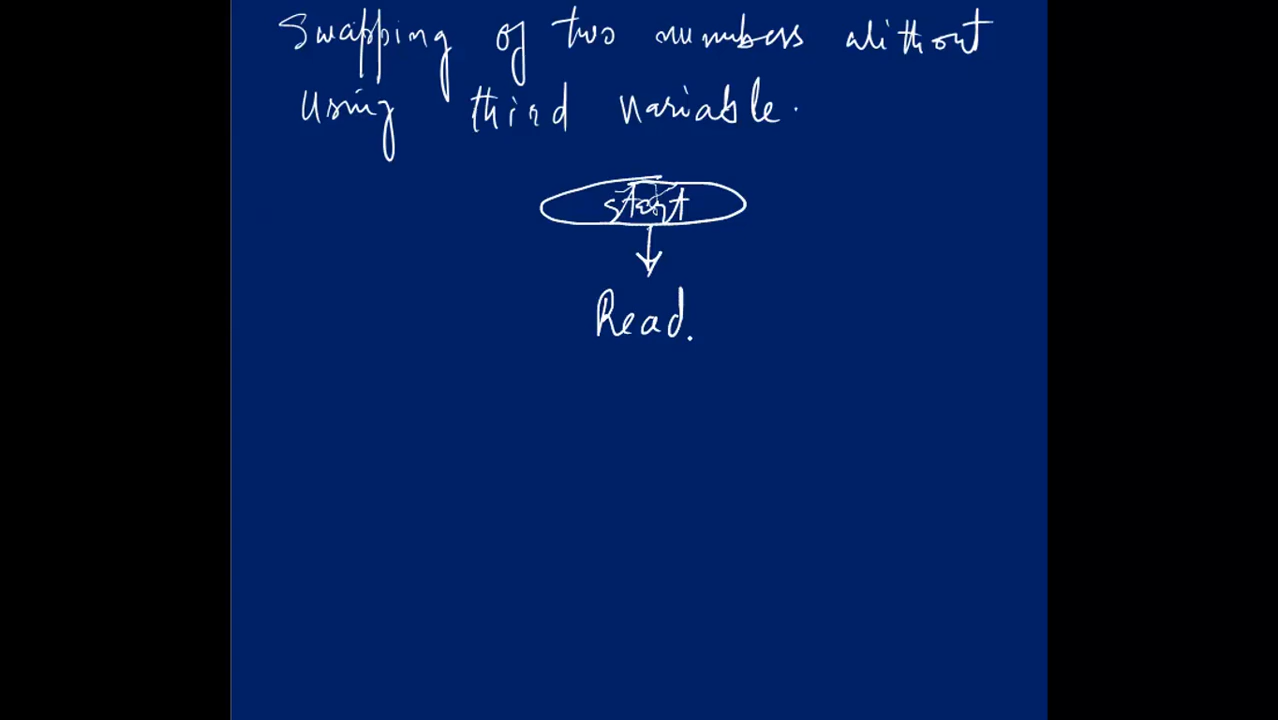 Swapping of two numbers without
using third variable.
start
Read.